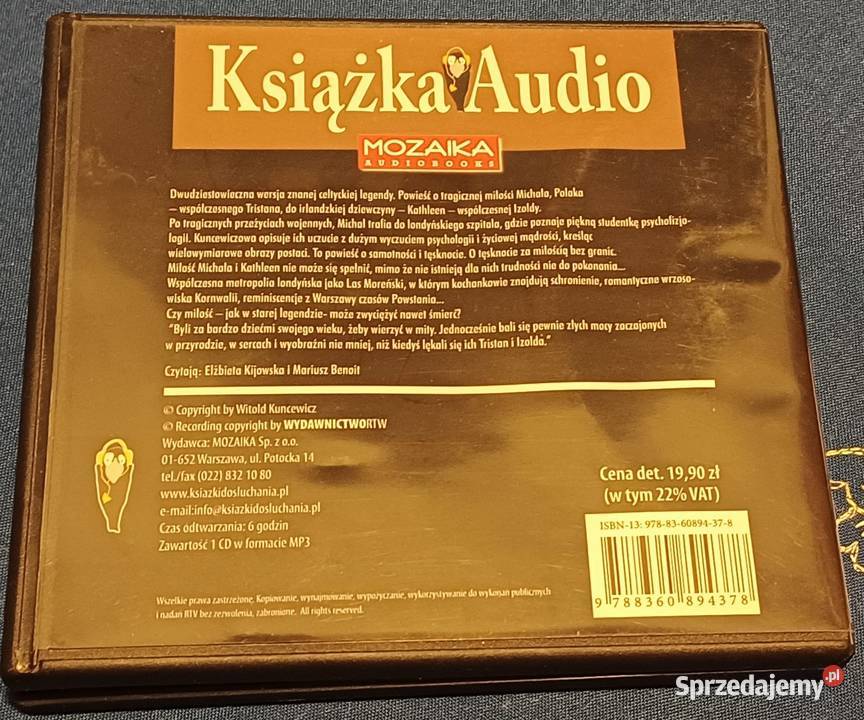 Książka Audio
MOZAIKA
AUDIOBOOKS
Dwudziestowieczna wersja znanej celtyckiej legendy. Powieść o tragicznej miłości Michała, Polaka
– współczesnego Tristana, do irlandzkiej dziewczyny – Kathleen – współczesnej Izoldy.
Po tragicznych przeżyciach wojennych, Michał trafia do londyńskiego szpitala, gdzie poznaje piękną studentkę psychofizjo-
logii. Kuncewiczowa opisuje ich uczucie z dużym wyczuciem psychologii i życiowej mądrości, kreśląc
wielowymiarowe obrazy postaci. To powieść o samotności i tęsknocie. O tęsknocie za miłością bez granic.
Miłość Michała i Kathleen nie może się spełnić, mimo że nie istnieją dla nich trudności nie do pokonania...
Współczesna metropolia londyńska jako Las Moreński, w którym kochankowie znajdują schronienie, romantyczne wrzoso-
wiska Kornwalii, reminiscencje z Warszawy czasów Powstania...
Czy miłość – jak w starej legendzie- może zwyciężyć nawet śmierć?
"Byli za bardzo dziećmi swojego wieku, żeby wierzyć w mity. Jednocześnie bali się pewnie złych mocy zaczajonych
w przyrodzie, w sercach i wyobraźni nie mniej, niż kiedyś lękali się ich Tristan i Izolda."
Czytają: Elżbieta Kijowska i Mariusz Benoit
© Copyright by Witold Kuncewicz
© Recording copyright by WYDAWNICTWORTW
Wydawca: MOZAIKA Sp. z o.o.
01-652 Warszawa, ul. Potocka 14
tel./fax (022) 832 10 80
www.ksiazkidosluchania.pl
e-mail:info@ksiazkidosluchania.pl
Czas odtwarzania: 6 godzin
Zawartość 1 CD w formacie MP3
Cena det. 19,90 zł
(w tym 22% VAT)
ISBN-13: 978-83-60894-37-8
9 788360 894378
Wszelkie prawa zastrzeżone. Kopiowanie, wynajmowanie, wypożyczanie, wykorzystywanie do wykonań publicznych
i nadań RTV bez zezwolenia, zabronione. All rights reserved.
Sprzedajemy.pl